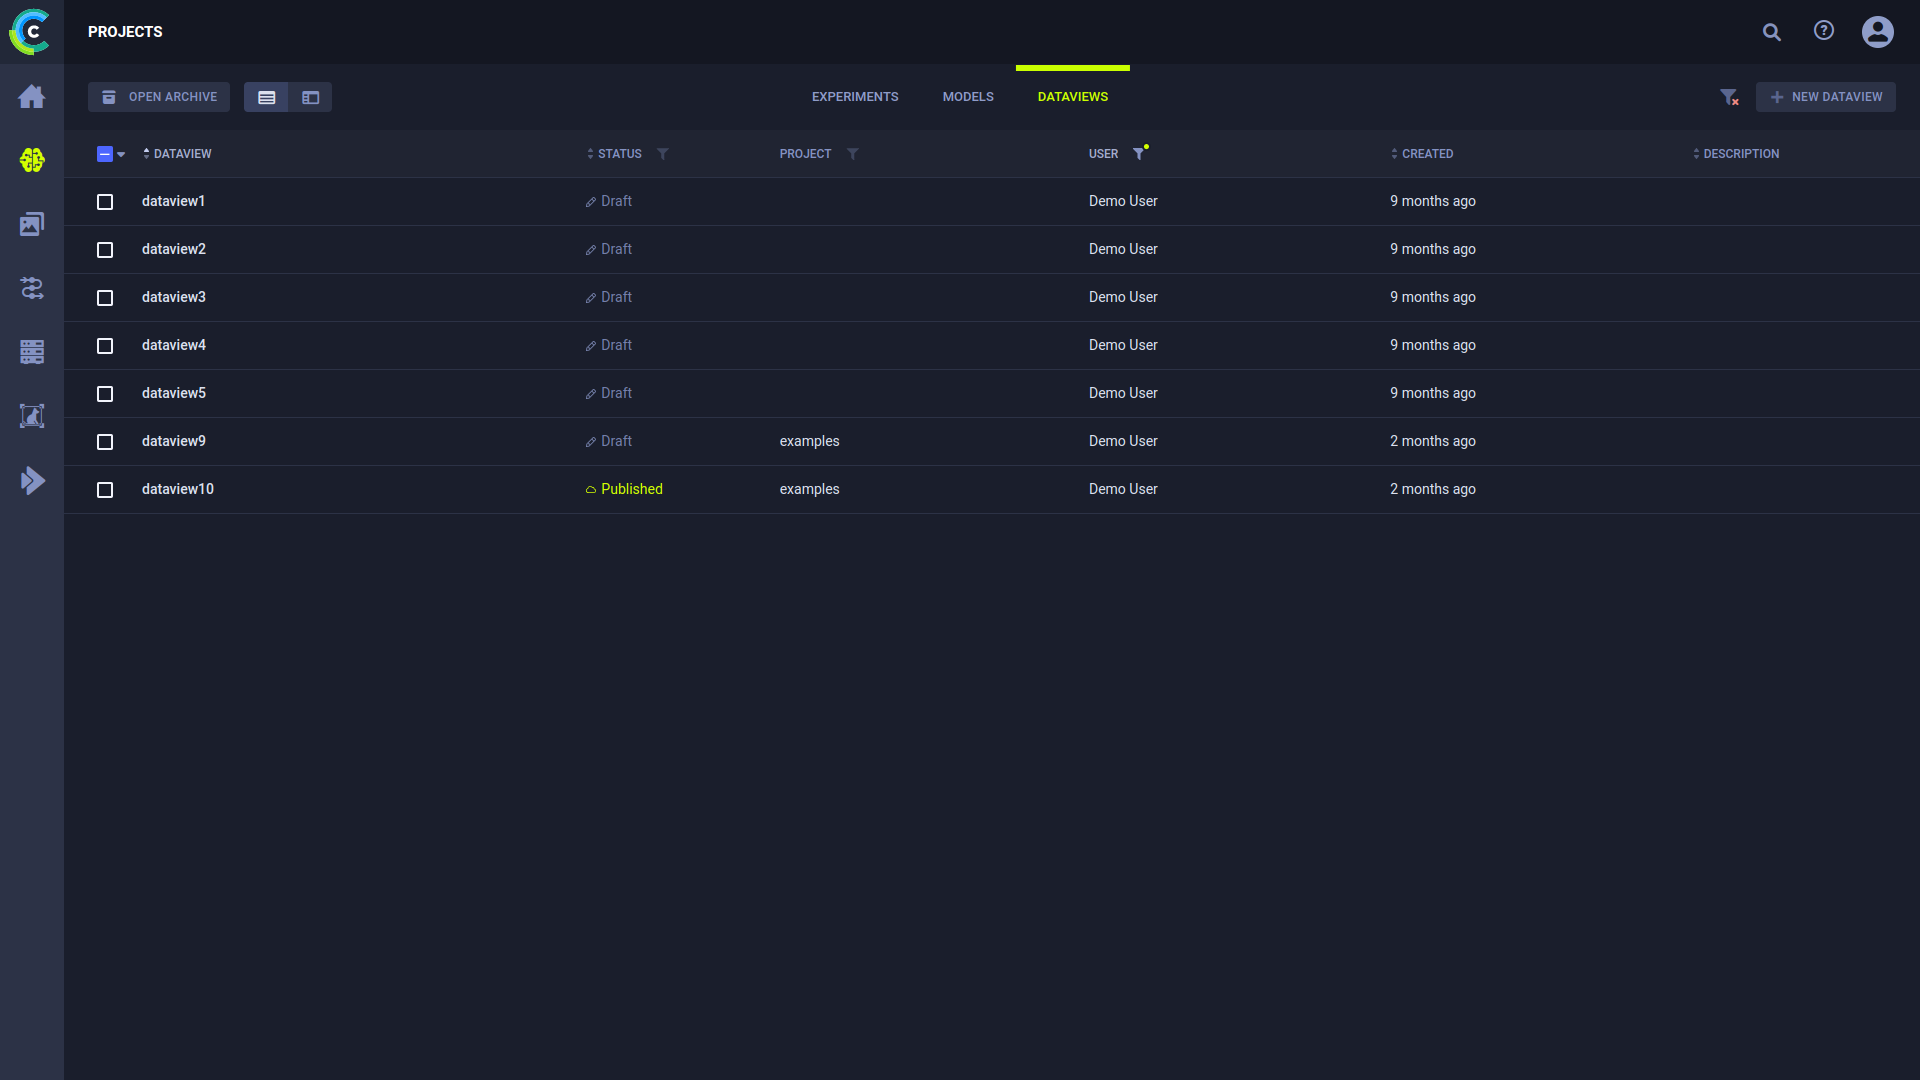 PROJECTS
OPEN ARCHIVE EXPERIMENTS MODELS DATAVIEWS NEW DATAVIEW
DATAVIEW STATUS PROJECT USER CREATED DESCRIPTION
dataview1 Draft Demo User 9 months ago
dataview2 Draft Demo User 9 months ago
dataview3 Draft Demo User 9 months ago
dataview4 Draft Demo User 9 months ago
dataview5 Draft Demo User 9 months ago
dataview9 Draft examples Demo User 2 months ago
dataview10 Published examples Demo User 2 months ago